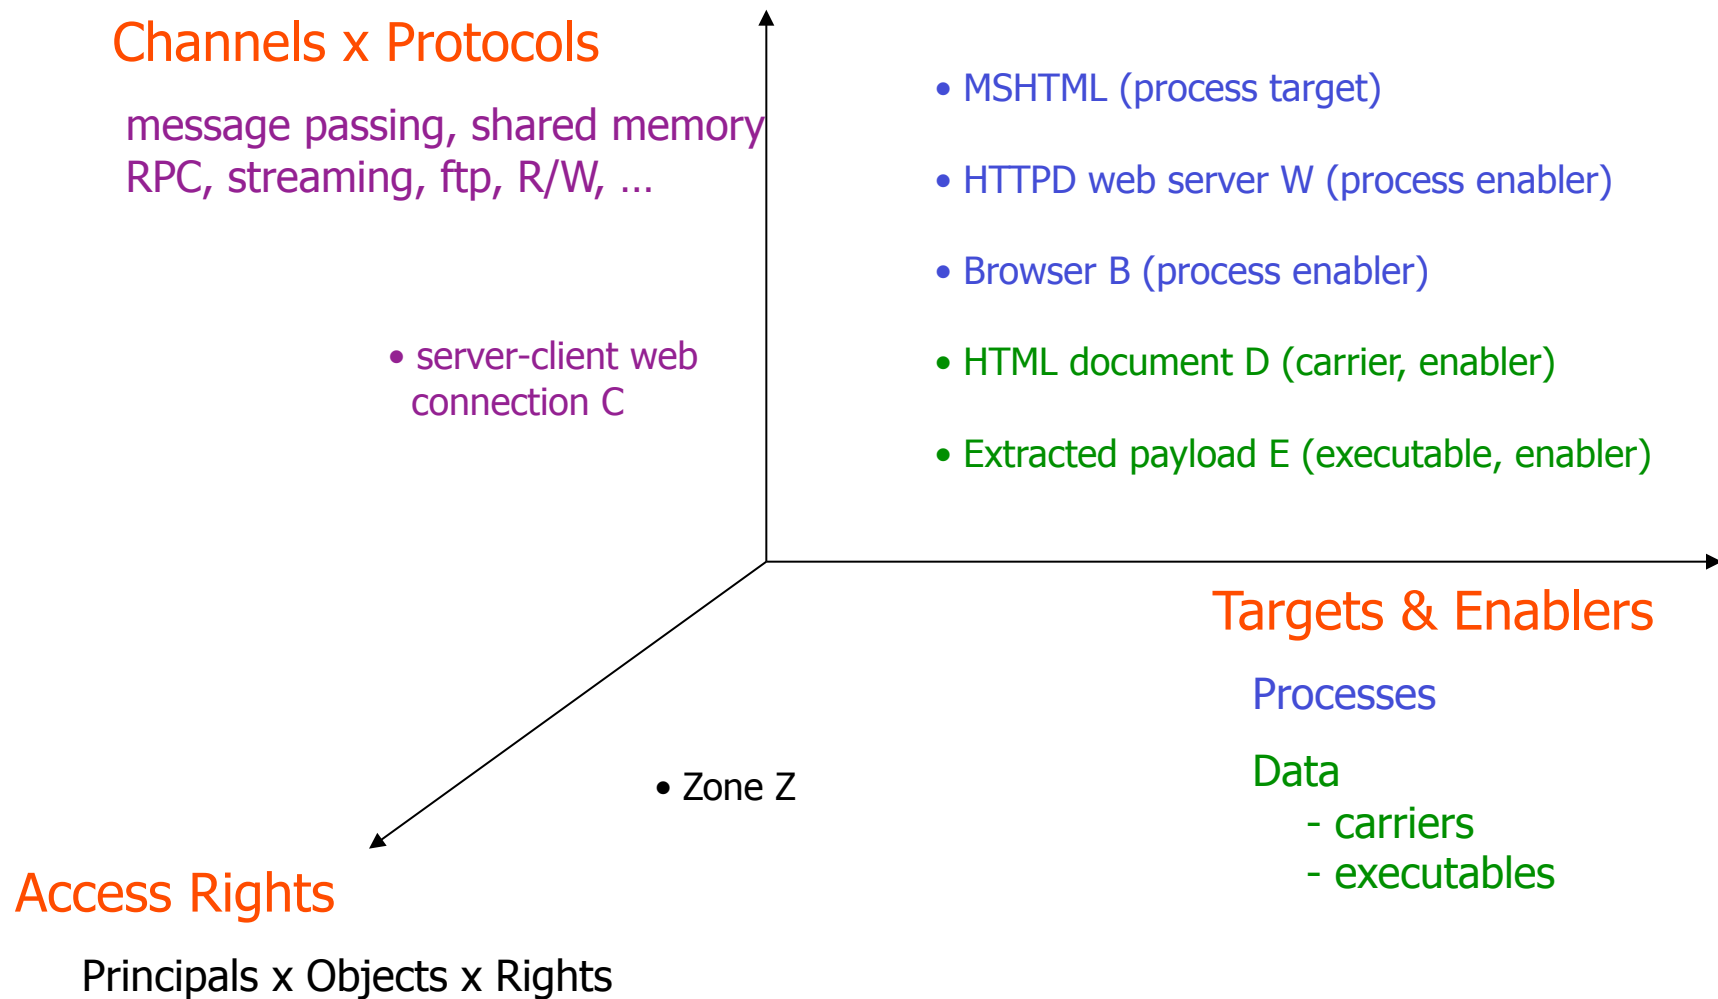 Channels x Protocols
message passing, shared memory
RPC, streaming, ftp, R/W, ...
• server-client web
connection C
• MSHTML (process target)
• HTTPD web server W (process enabler)
• Browser B (process enabler)
• HTML document D (carrier, enabler)
• Extracted payload E (executable, enabler)
Targets & Enablers
Processes
Data
- carriers
- executables
• Zone Z
Access Rights
Principals x Objects x Rights